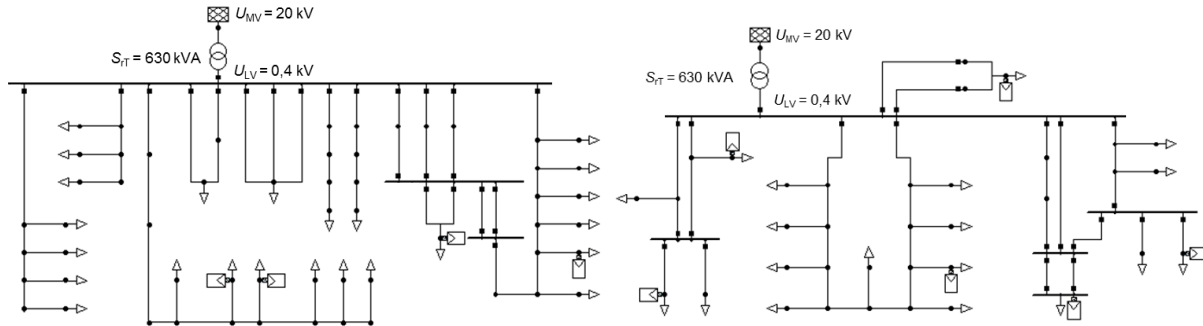 U_MV = 20 kV
S_rT = 630 kVA
U_LV = 0,4 kV
U_MV = 20 kV
S_rT = 630 kVA
U_LV = 0,4 kV